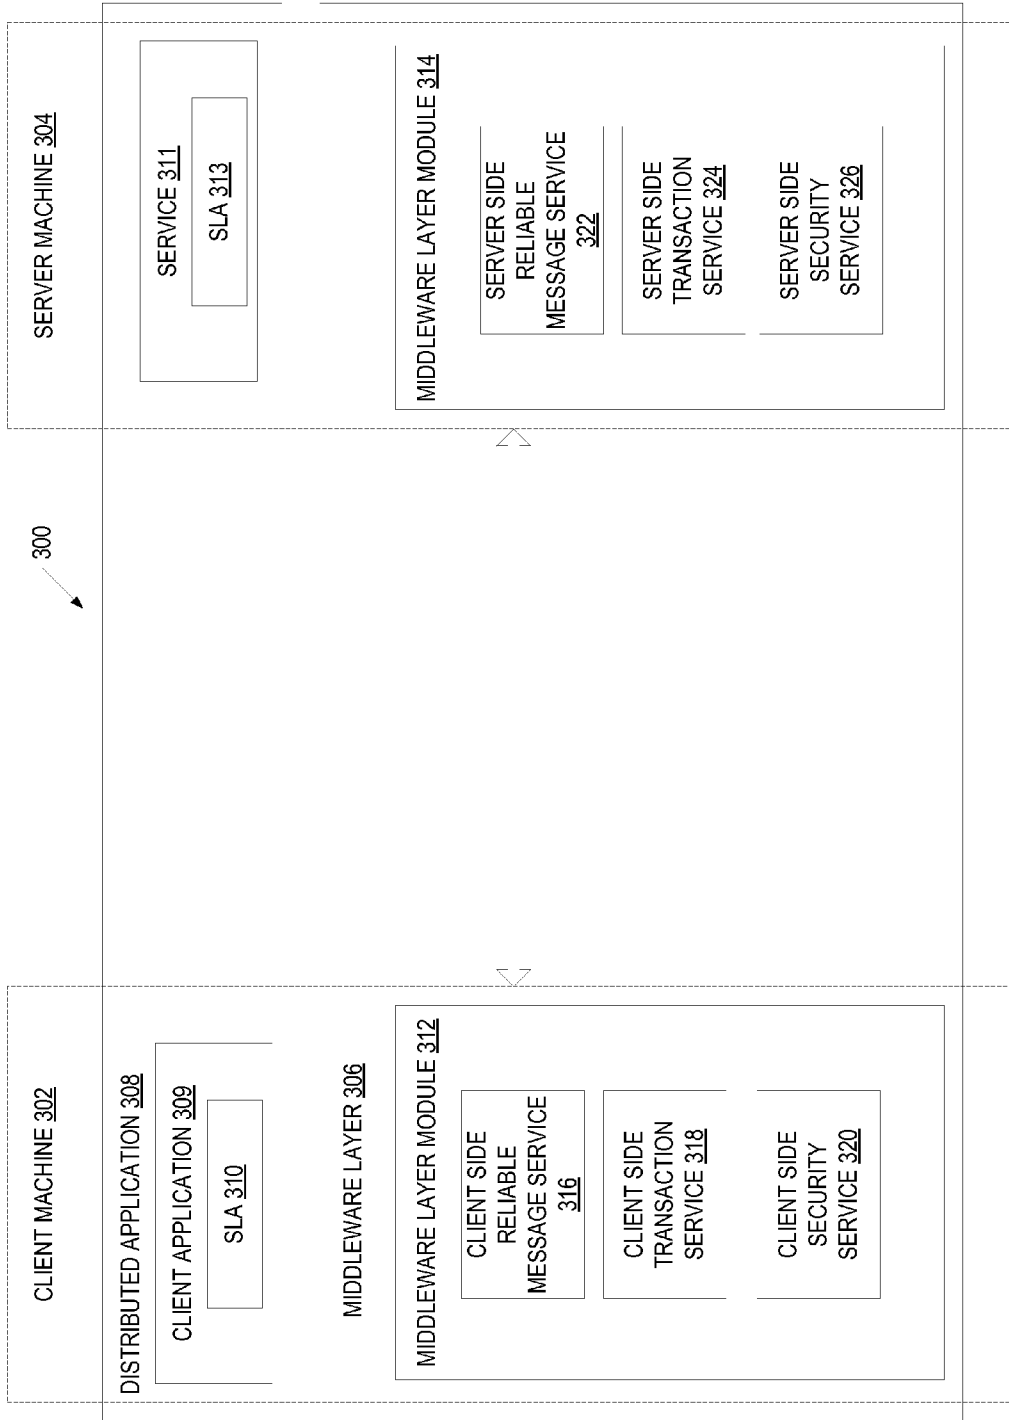 300
CLIENT MACHINE 302
DISTRIBUTED APPLICATION 308
CLIENT APPLICATION 309
SLA 310
MIDDLEWARE LAYER 306
MIDDLEWARE LAYER MODULE 312
CLIENT SIDE
RELIABLE
MESSAGE SERVICE
316
CLIENT SIDE
TRANSACTION
SERVICE 318
CLIENT SIDE
SECURITY
SERVICE 320
SERVER MACHINE 304
SERVICE 311
SLA 313
MIDDLEWARE LAYER MODULE 314
SERVER SIDE
RELIABLE
MESSAGE SERVICE
322
SERVER SIDE
TRANSACTION
SERVICE 324
SERVER SIDE
SECURITY
SERVICE 326